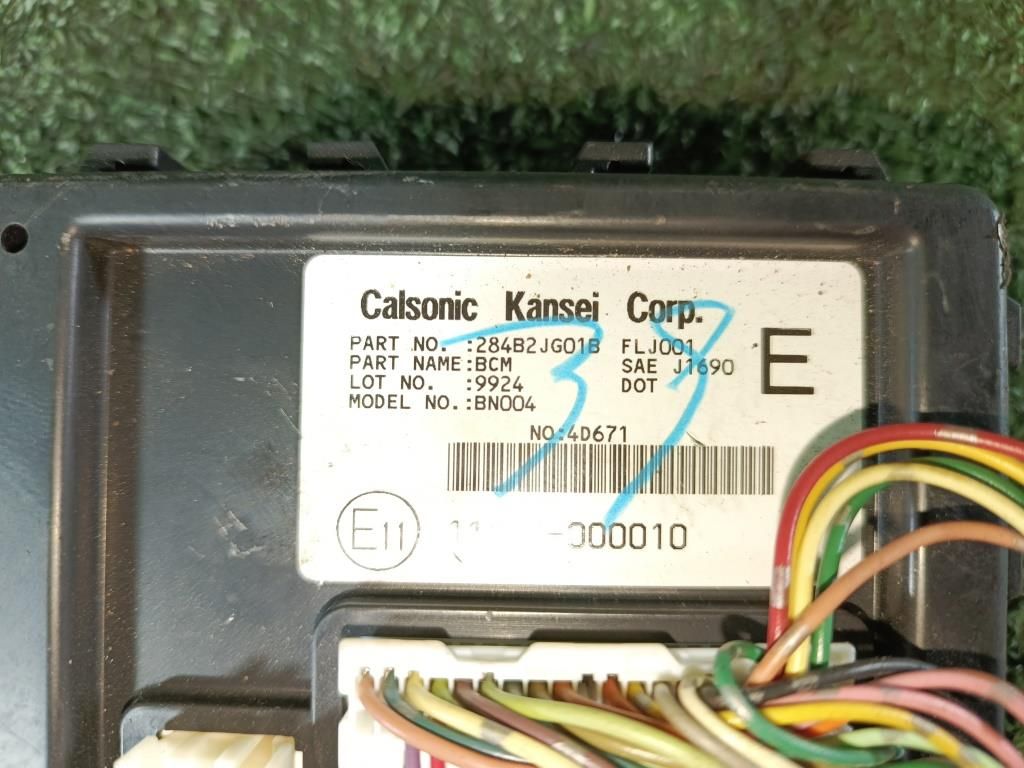 Calsonic Kansei Corp.
PART NO. :284B2JG01B FLJ001
PART NAME:BCM SAE J1690
LOT NO. :9924 DOT
MODEL NO.:BN004
E
NO:4D671
E11
-000010
39